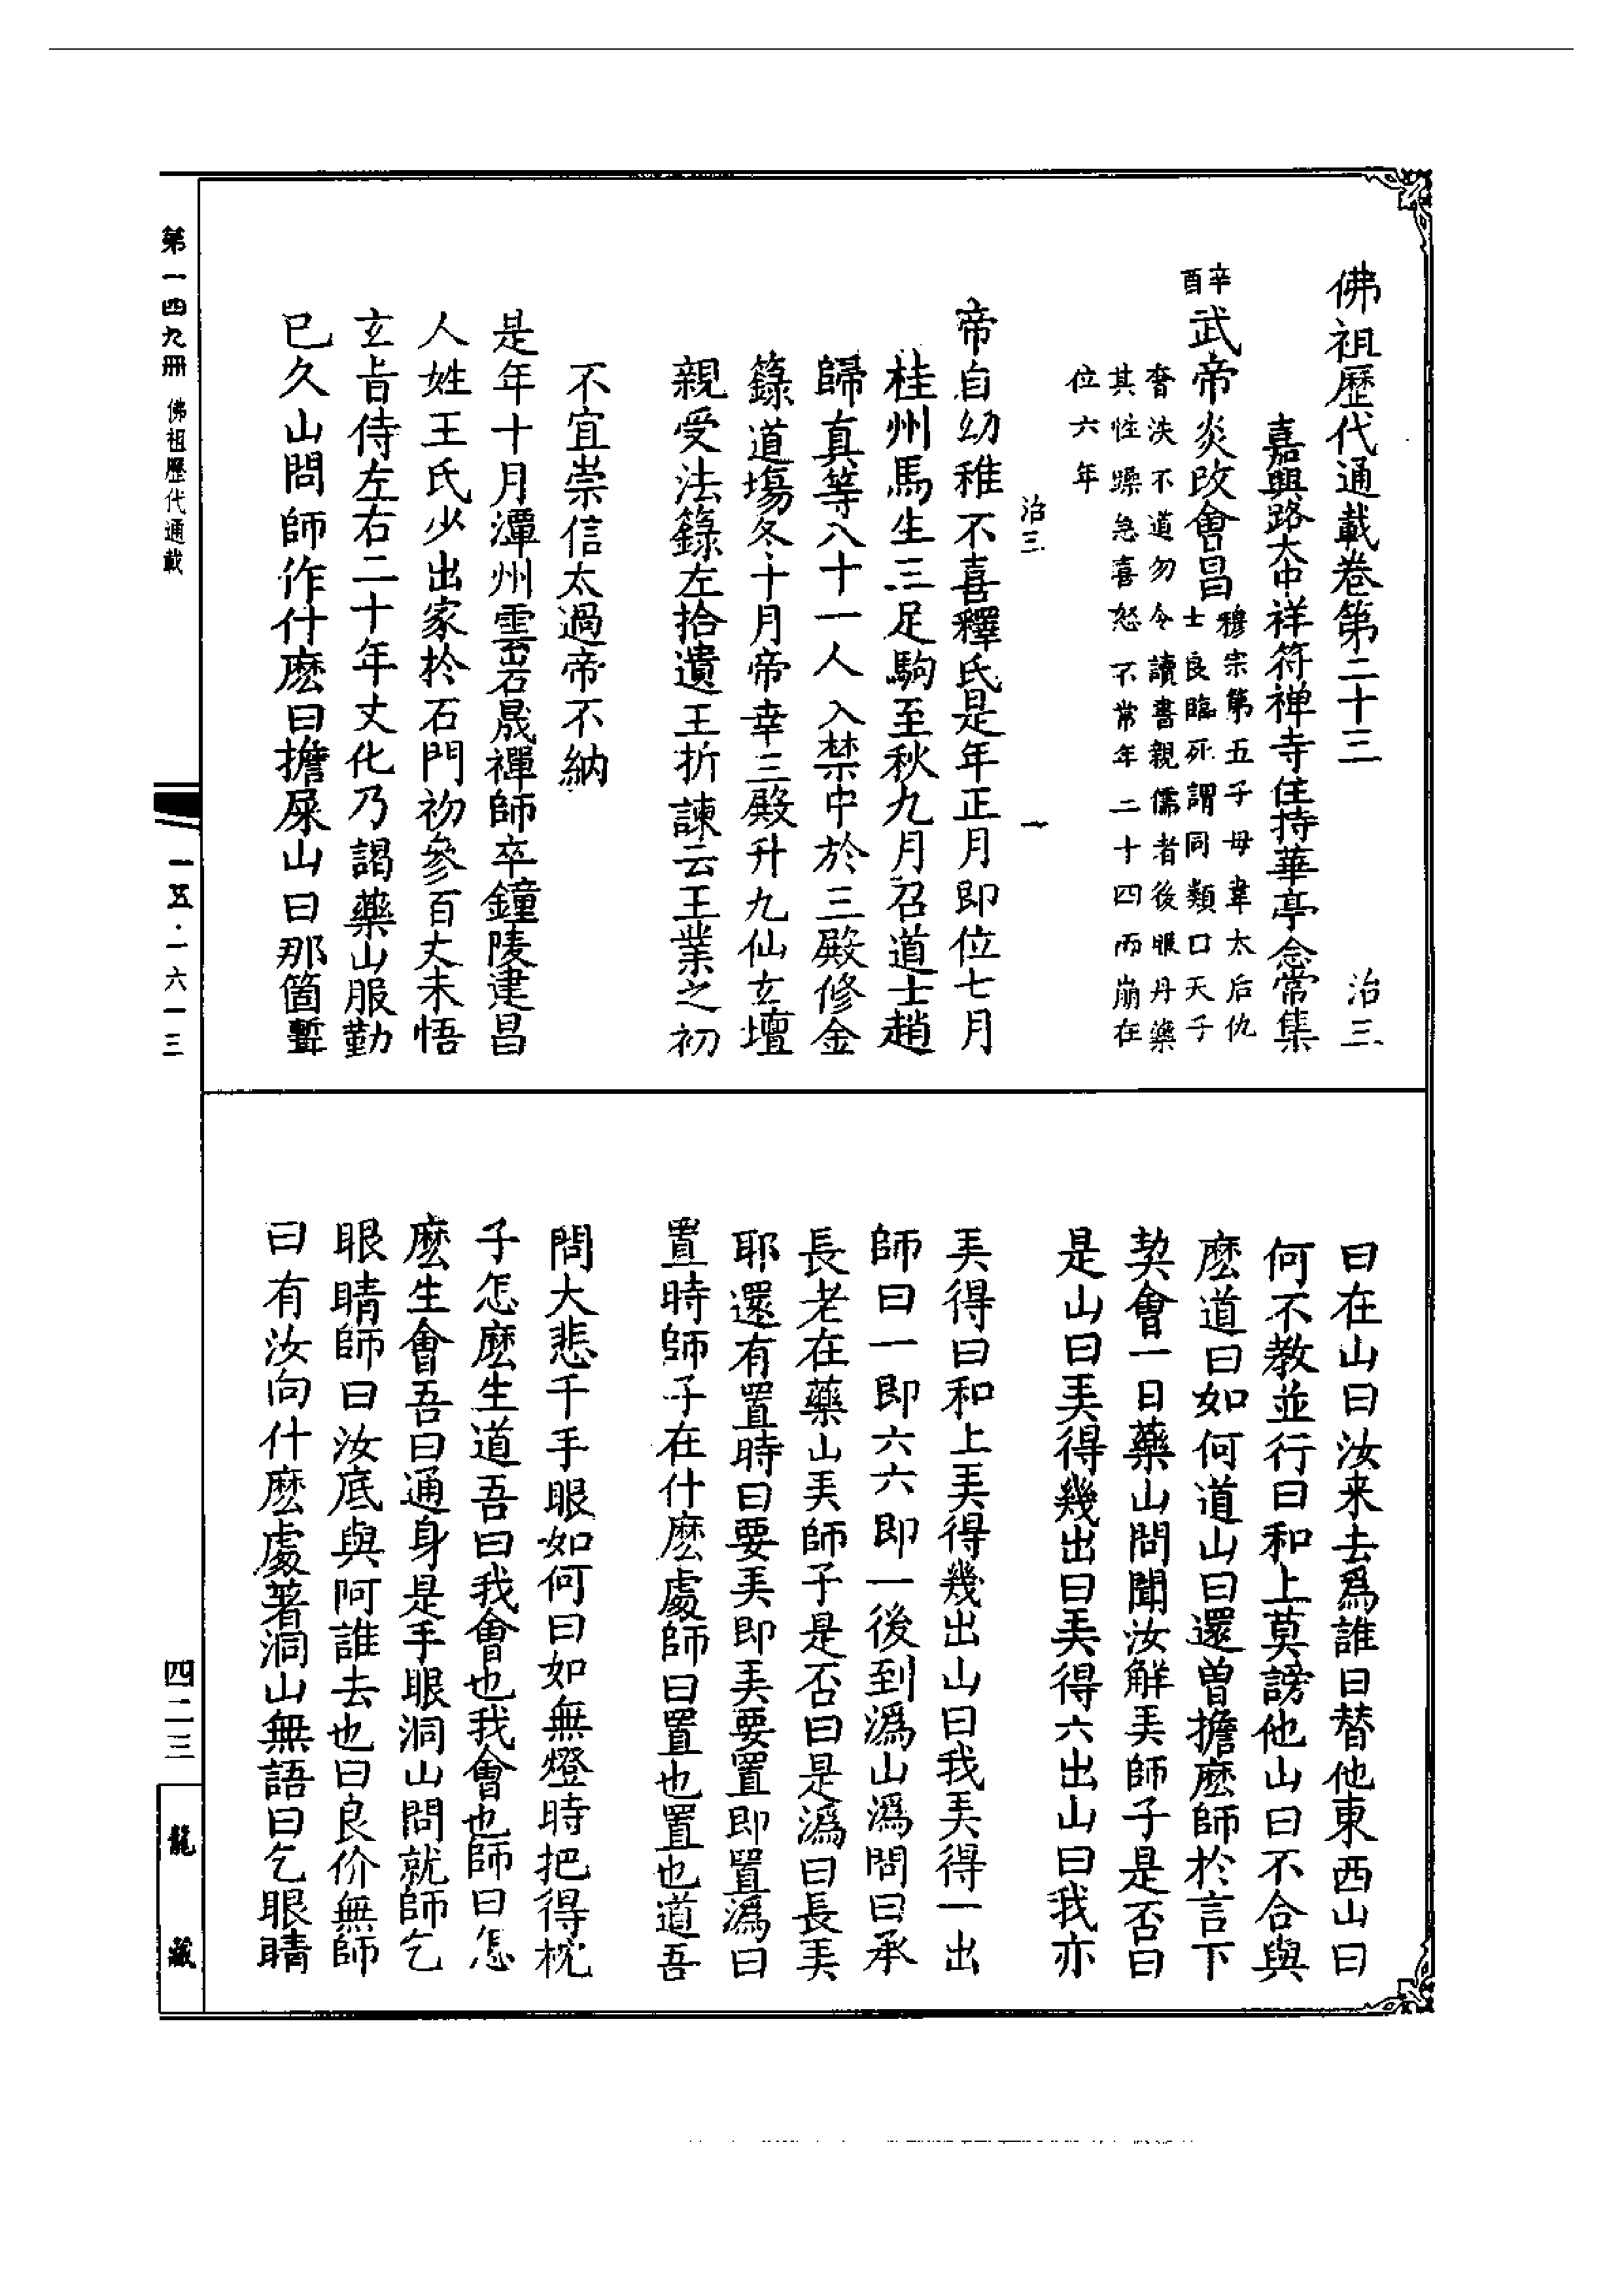 佛祖歷代通載卷第二十三　治三
嘉興路大中祥符禅寺住持華亭念常集
辛酉武帝炎改會昌
穆宗第五子母韋太后仇
士良臨死謂同類曰天子
奢泆不道勿令讀書親儒者後服丹藥
其性躁急喜怒不常年二十四而崩在
位六年
治三　一
帝自幼稚不喜釋氏是年正月即位七月
桂州馬生三足駒至秋九月召道士趙
歸真等八十一人入禁中於三殿修金
籙道場冬十月帝幸三殿升九仙玄壇
親受法籙左拾遺王折諫云王業之初
不宜崇信太過帝不納
是年十月潭州雲岩晟禪師卒鐘陵建昌
人姓王氏少出家於石門初參百丈未悟
玄旨侍左右二十年丈化乃謁藥山服勤
已久山問師作什麽曰擔屎山曰那箇聻
曰在山曰汝来去爲誰曰替他東西山曰
何不教並行曰和上莫謗他山曰不合與
麽道曰如何道山曰還曽擔麽師於言下
契會一日藥山問聞汝解弄師子是否曰
是山曰弄得幾出曰弄得六出山曰我亦
弄得曰和上弄得幾出山曰我弄得一出
師曰一即六六即一後到溈山溈問曰承
長老在藥山弄師子是否曰是溈曰長弄
耶還有置時曰要弄即弄要置即置溈曰
置時師子在什麽處師曰置也置也道吾
問大悲千手眼如何曰如無燈時把得枕
子怎麽生道吾曰我會也我會也師曰怎
麽生會吾曰通身是手眼洞山問就師乞
眼睛師曰汝底與阿誰去也曰良价無師
曰有汝向什麽處著洞山無語曰乞眼睛
第一四九冊　佛祖歷代通載
一五·一六一三
四二三
龍藏